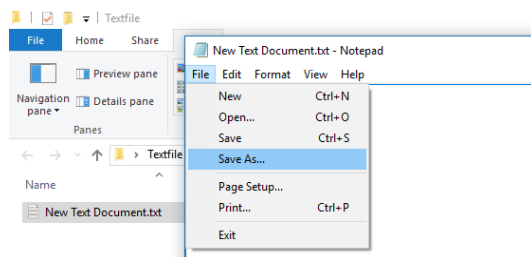 Textfile
File Home Share
Preview pane
Navigation pane
Details pane
Panes
Textfile
Name
New Text Document.txt
New Text Document.txt - Notepad
File Edit Format View Help
New Ctrl+N
Open... Ctrl+O
Save Ctrl+S
Save As...
Page Setup...
Print... Ctrl+P
Exit